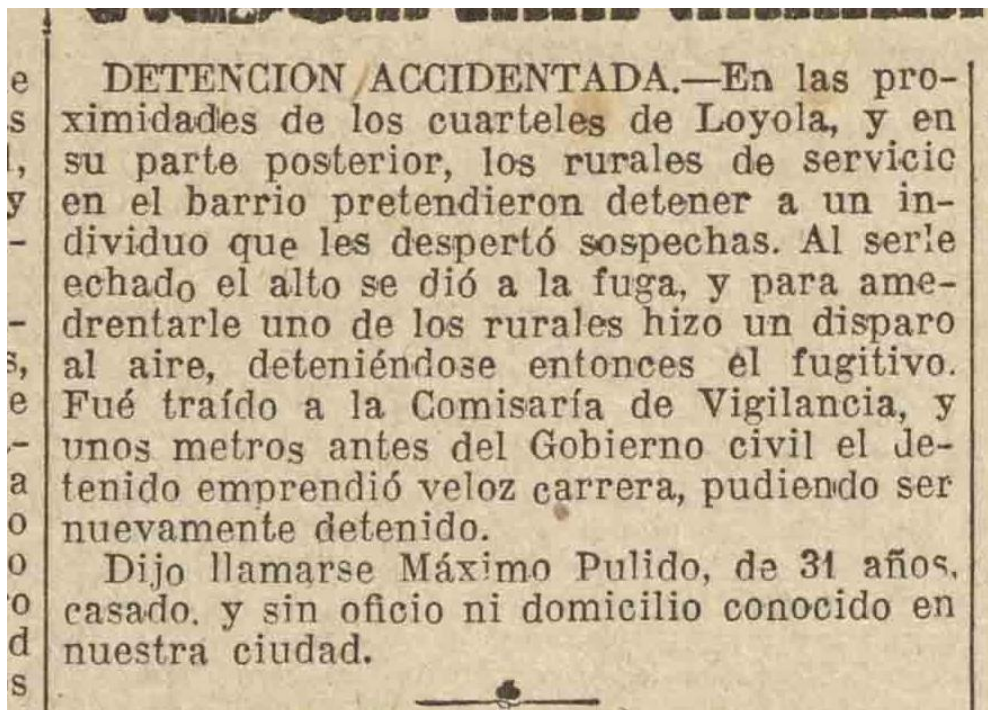 DETENCION ACCIDENTADA.—En las pro-
ximidades de los cuarteles de Loyola, y en
su parte posterior, los rurales de servicio
en el barrio pretendieron detener a un in-
dividuo que les despertó sospechas. Al serle
echado el alto se dió a la fuga, y para ame-
drentarle uno de los rurales hizo un disparo
al aire, deteniéndose entonces el fugitivo.
Fué traído a la Comisaría de Vigilancia, y
unos metros antes del Gobierno civil el de-
tenido emprendió veloz carrera, pudiendo ser
nuevamente detenido.
Dijo llamarse Máximo Pulido, de 31 años,
casado, y sin oficio ni domicilio conocido en
nuestra ciudad.